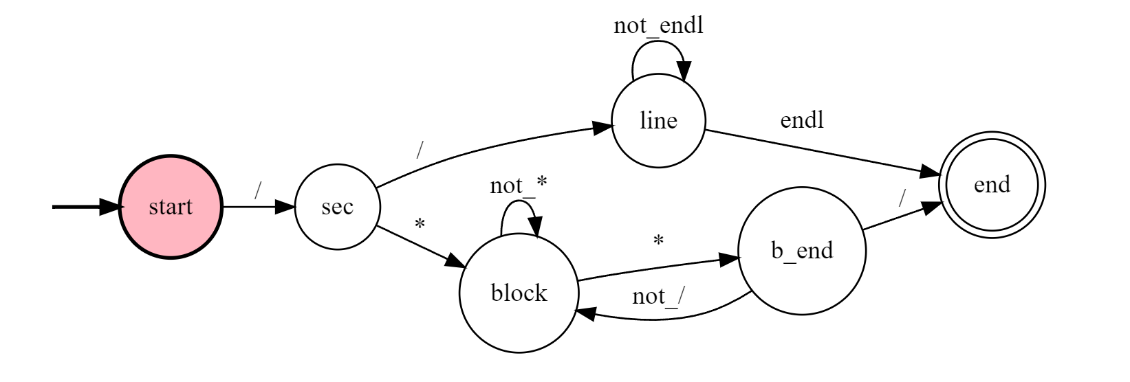 not_endl
line
endl
/
start
/
sec
end
not_*
*
*
/
b_end
block
not_/